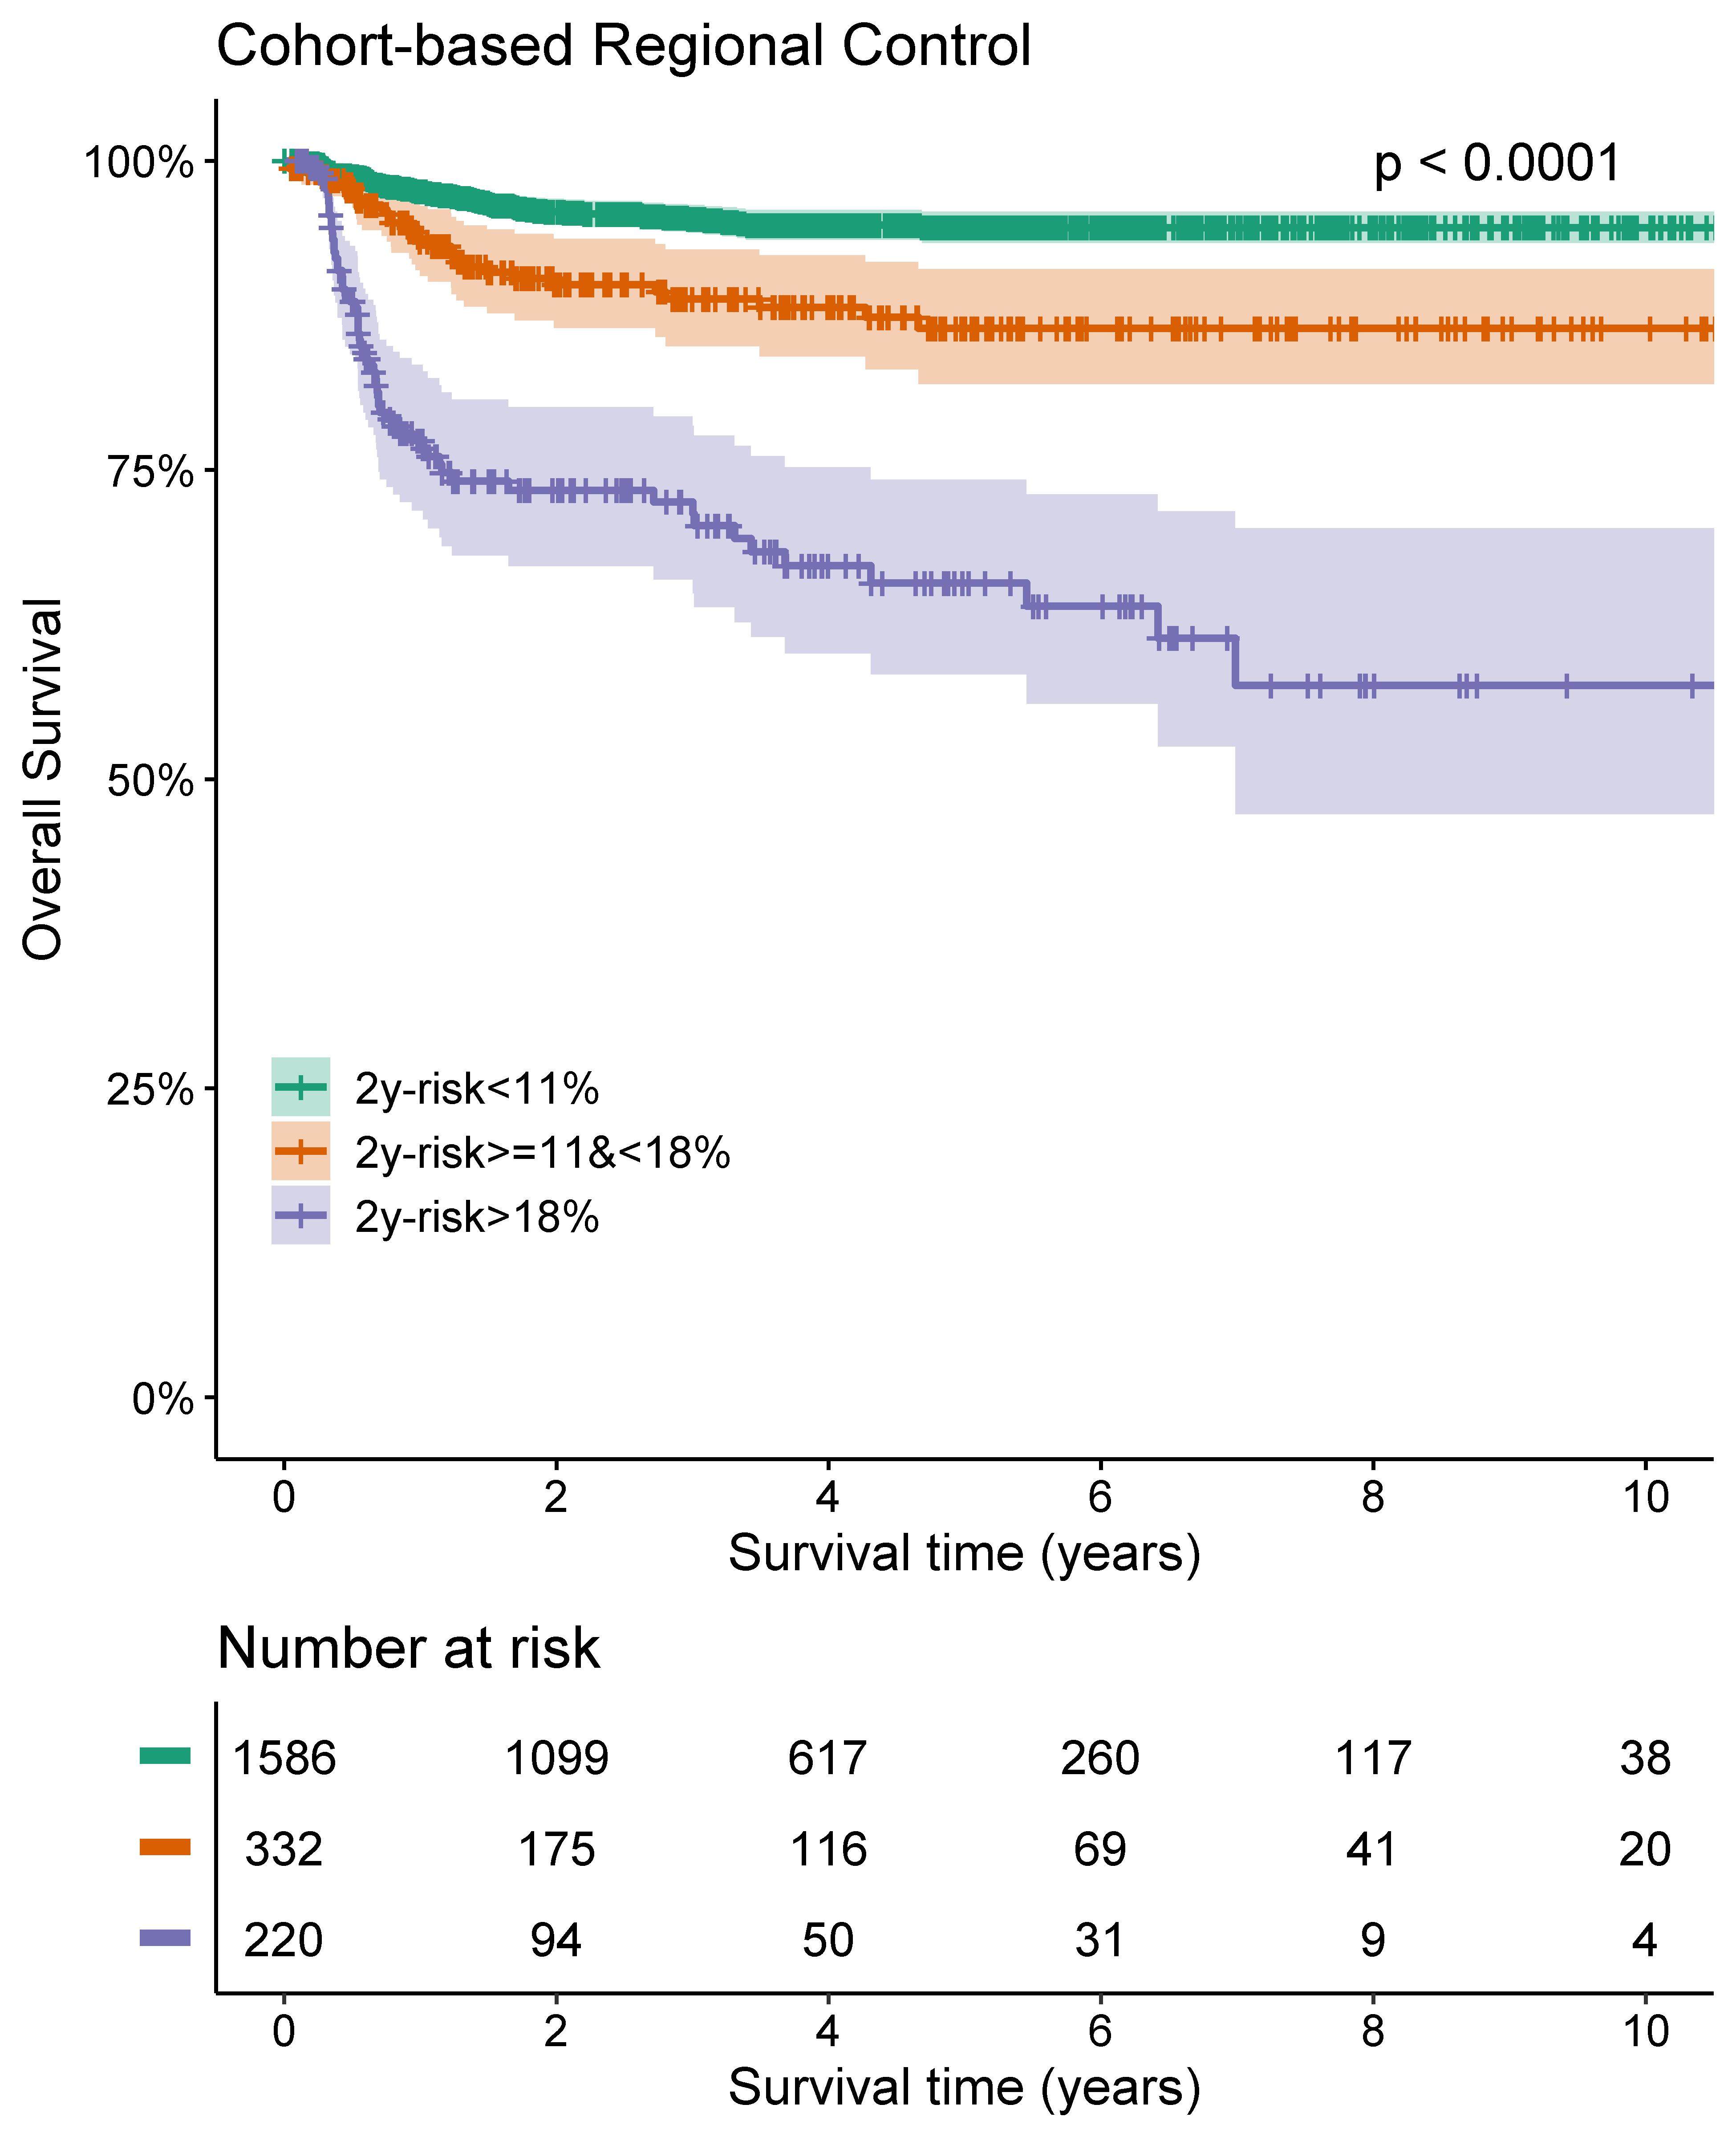 Cohort-based Regional Control
p < 0.0001
100%
75%
50%
25%
0%
Overall Survival
2y-risk<11%
2y-risk>=11&<18%
2y-risk>18%
0 2 4 6 8 10
Survival time (years)
Number at risk
1586 1099 617 260 117 38
332 175 116 69 41 20
220 94 50 31 9 4
0 2 4 6 8 10
Survival time (years)